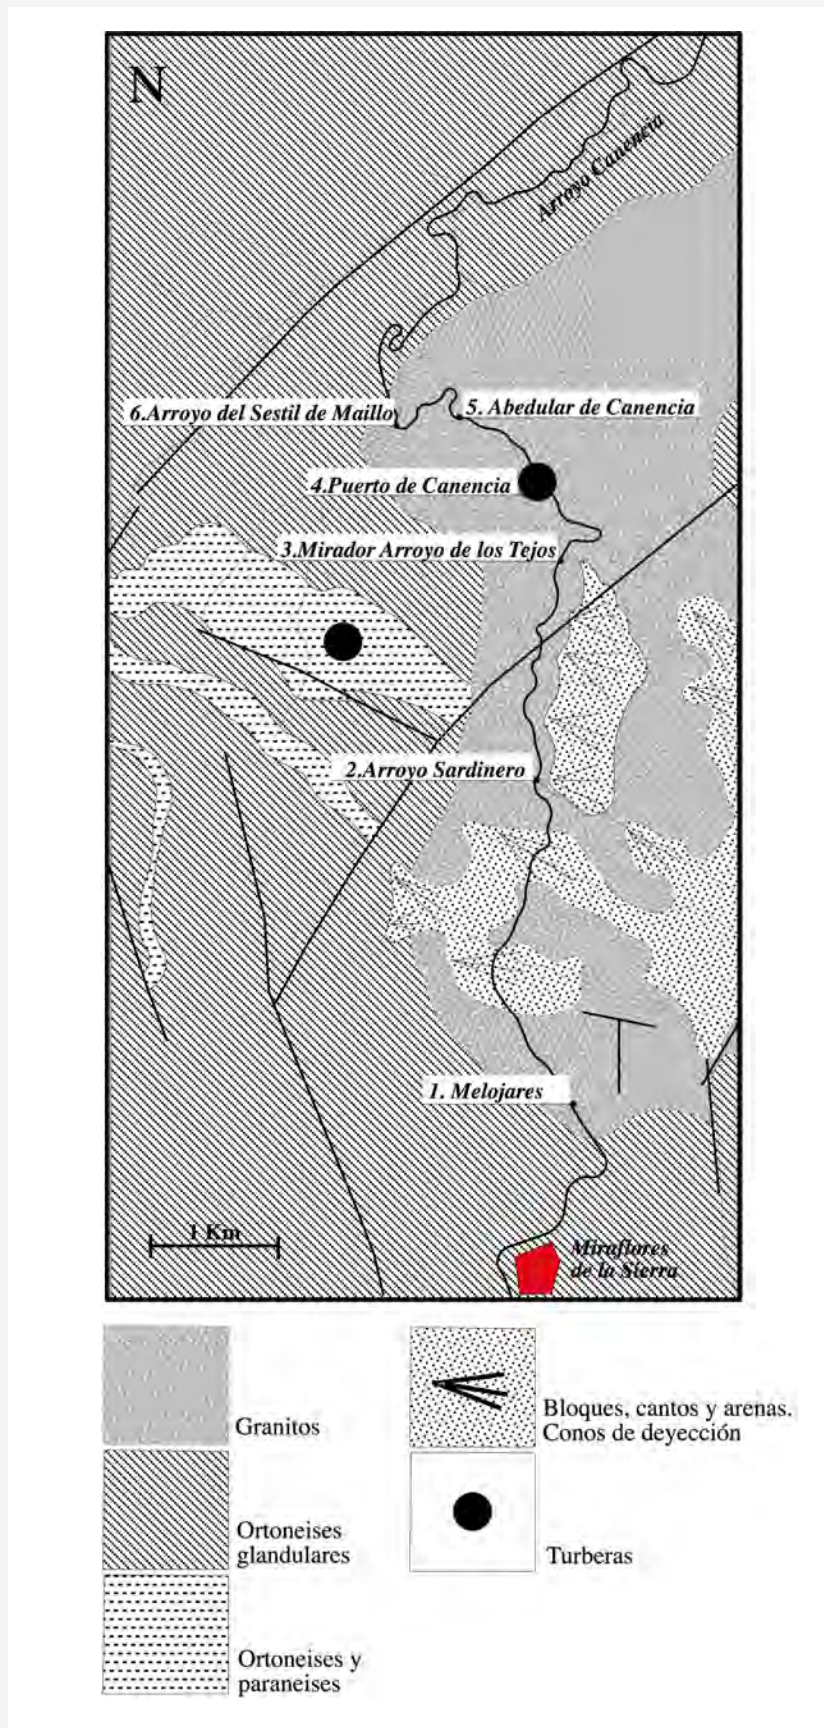 N
Arroyo Canencia
6.Arroyo del Sestil de Maillo
5. Abedular de Canencia
4.Puerto de Canencia
3.Mirador Arroyo de los Tejos
2.Arroyo Sardinero
1. Melojares
1 Km
Miraflores
de la Sierra
Granitos
Ortoneises
glandulares
Ortoneises y
paraneises
Bloques, cantos y arenas.
Conos de deyección
Turberas